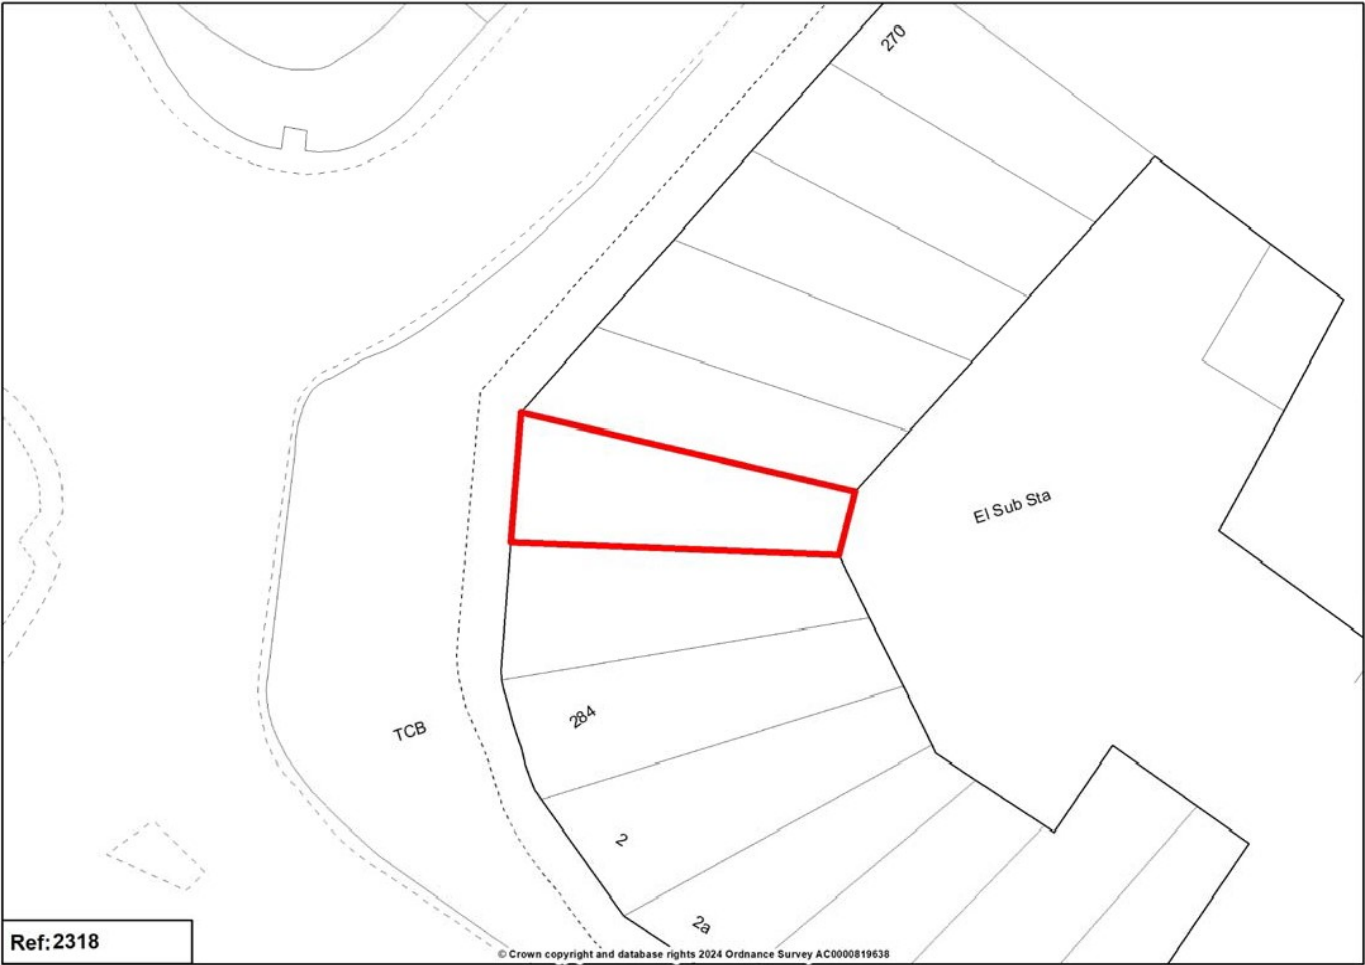 270
El Sub Sta
284
TCB
2
2a
Ref:2318
© Crown copyright and database rights 2024 Ordnance Survey AC0000819638